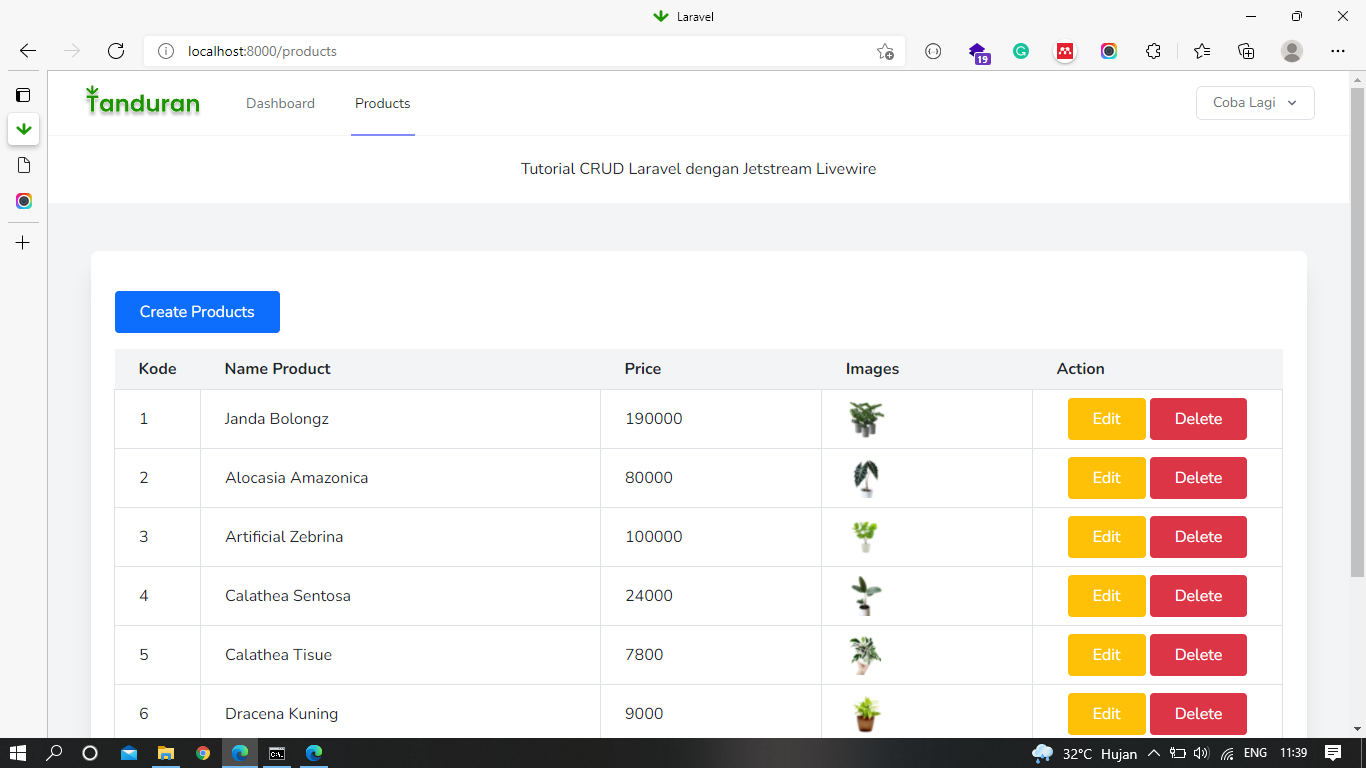 Laravel
localhost:8000/products
19
Tanduran
Dashboard
Products
Coba Lagi
Tutorial CRUD Laravel dengan Jetstream Livewire
Create Products
Kode Name Product Price Images Action
1 Janda Bolongz 190000 Edit Delete
2 Alocasia Amazonica 80000 Edit Delete
3 Artificial Zebrina 100000 Edit Delete
4 Calathea Sentosa 24000 Edit Delete
5 Calathea Tisue 7800 Edit Delete
6 Dracena Kuning 9000 Edit Delete
32°C Hujan ENG 11:39